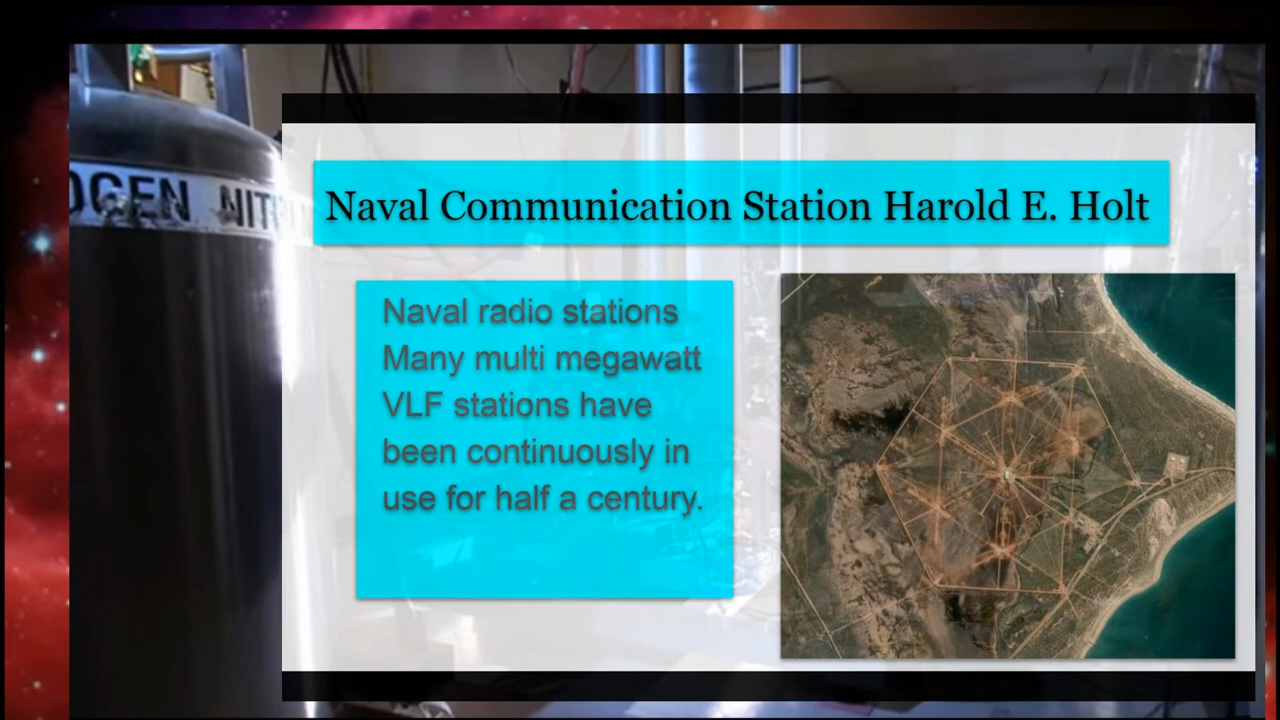 OGEN NIT
Naval Communication Station Harold E. Holt
Naval radio stations
Many multi megawatt
VLF stations have
been continuously in
use for half a century.